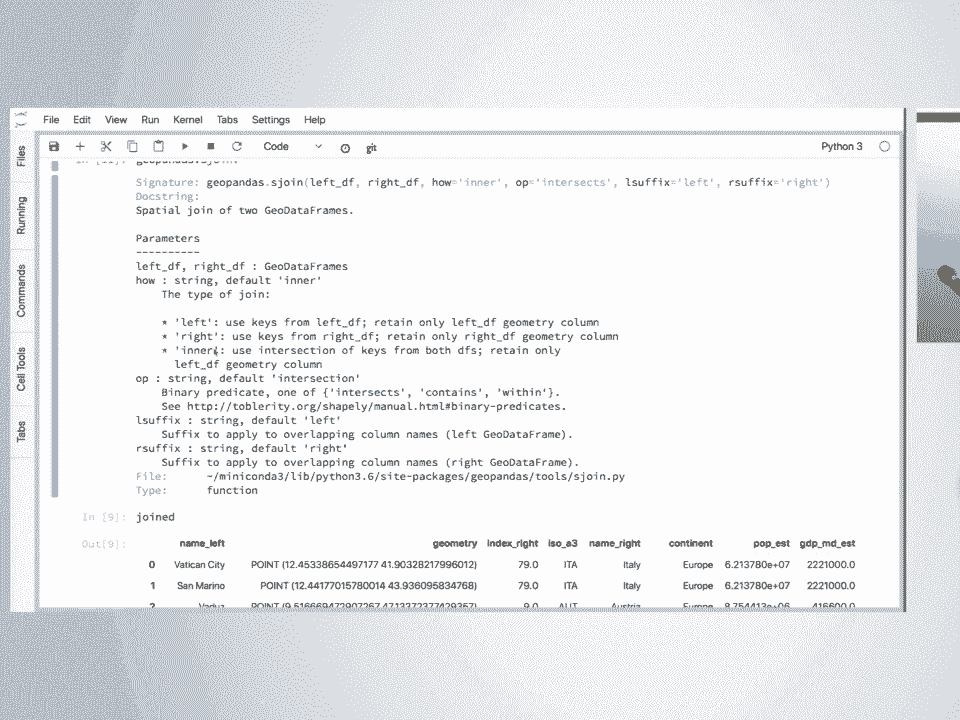 File Edit View Run Kernel Tabs Settings Help
Code git Python 3
Files
Running
Commands
Cell Tools
Tabs
Signature: geopandas.sjoin(left_df, right_df, how='inner', op='intersects', lsuffix='left', rsuffix='right')
Docstring:
Spatial join of two GeoDataFrames.
Parameters
----------
left_df, right_df : GeoDataFrames
how : string, default 'inner'
The type of join:
* 'left': use keys from left_df; retain only left_df geometry column
* 'right': use keys from right_df; retain only right_df geometry column
* 'inner': use intersection of keys from both dfs; retain only
left_df geometry column
op : string, default 'intersection'
Binary predicate, one of {'intersects', 'contains', 'within'}.
See http://toblerity.org/shapely/manual.html#binary-predicates.
lsuffix : string, default 'left'
Suffix to apply to overlapping column names (left GeoDataFrame).
rsuffix : string, default 'right'
Suffix to apply to overlapping column names (right GeoDataFrame).
File: ~/miniconda3/lib/python3.6/site-packages/geopandas/tools/sjoin.py
Type: function
In [9]: joined
Out[9]: name_left geometry index_right iso_a3 name_right continent pop_est gdp_md_est
0 Vatican City POINT (12.45338654497177 41.90328217996012) 79.0 ITA Italy Europe 6.213780e+07 2221000.0
1 San Marino POINT (12.44177015780014 43.936095834768) 79.0 ITA Italy Europe 6.213780e+07 2221000.0
2 Vaduz POINT (9.516669472907267 47.13372377429357) 9.0 AUT Austria Europe 8.754413e+06 416600.0